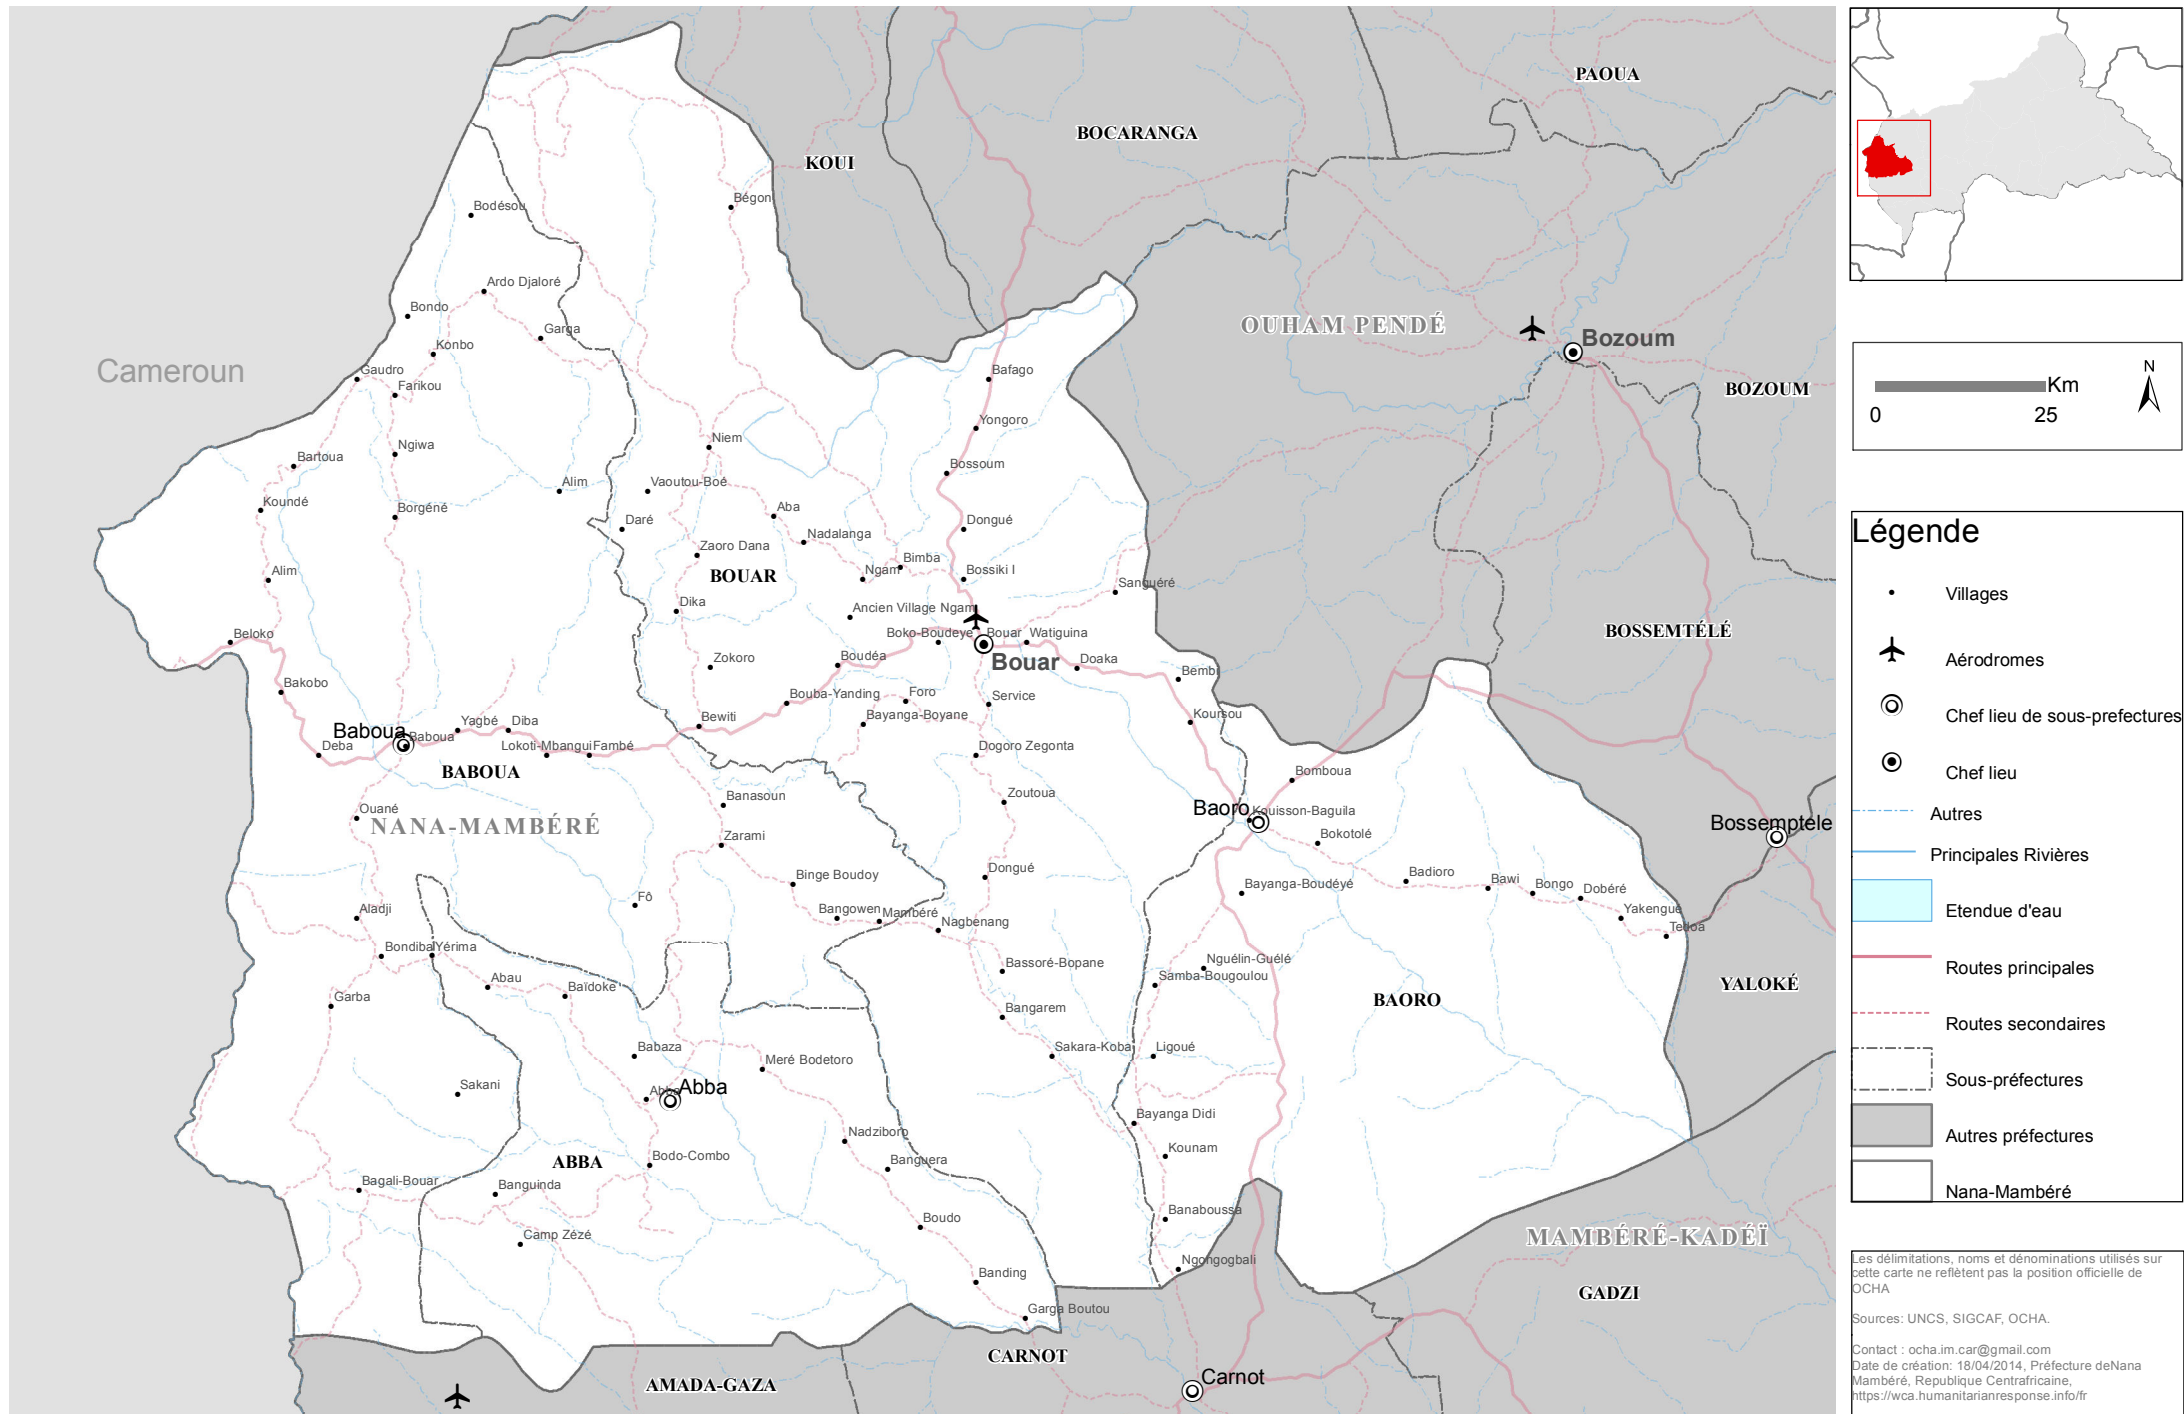 PAOUA
BOCARANGA
KOUI
Bégon
Bodésou
Ardo Djaloré
Bondo
Garga
Konbo
OUHAM PENDÉ
Bozoum
Cameroun
Gaudro
Farikou
Bafago
BOZOUM
Yongoro
Niem
Ngiwa
Bartoua
Bossoum
Alim
Vaoutou-Boé
Koundé
Borgéné
Aba
Daré
Dongué
Nadalanga
Zaoro Dana
Bimba
BOUAR
Ngam
Bossiki I
Alim
Sanguéré
Dika
Ancien Village Ngam
Beloko
Boko-Boudeye
Bouar
Watiguina
BOSSEMTÉLÉ
Bouar
Zokoro
Boudéa
Doaka
Bembi
Bakobo
Bouba-Yanding
Foro
Service
Bayanga-Boyane
Koursou
Bewiti
Yagbé
Diba
Baboua
Baboua
Deba
Lokoti-Mbangui
Fambé
Dogoro Zegonta
BABOUA
Bomboua
Banasoun
Zoutoua
Ouané
NANA-MAMBÉRÉ
Baoro
Kouisson-Baguila
Bossemptele
Zarami
Bokotolé
Binge Boudoy
Dongué
Badioro
Bawi
Bongo
Dobéré
Bayanga-Boudéyé
Fô
Yakengue
Aladji
Bangowen
Mambéré
Nagbenang
Tedoa
Bondiba
Yérima
Bassoré-Bopane
Nguélin-Guélé
Samba-Bougoulou
Abau
Baïdoke
YALOKÉ
Garba
Bangarem
BAORO
Babaza
Meré Bodetoro
Sakara-Koba
Ligoué
Sakani
Abba
Abba
Bayanga Didi
Nadziboro
Kounam
ABBA
Bodo-Combo
Banguera
Bagali-Bouar
Banguinda
Banaboussa
Boudo
Camp Zézé
MAMBÉRÉ-KADÉÏ
Ngongogbali
Banding
GADZI
Garga Boutou
CARNOT
Carnot
AMADA-GAZA
Km
0
25
N
Légende
Villages
Aérodromes
Chef lieu de sous-prefectures
Chef lieu
Autres
Principales Rivières
Etendue d'eau
Routes principales
Routes secondaires
Sous-préfectures
Autres préfectures
Nana-Mambéré
Les délimitations, noms et dénominations utilisés sur
cette carte ne reflètent pas la position officielle de
OCHA
Sources: UNCS, SIGCAF, OCHA.
Contact : ocha.im.car@gmail.com
Date de création: 18/04/2014, Préfecture deNana
Mambéré, Republique Centrafricaine,
https://wca.humanitarianresponse.info/fr